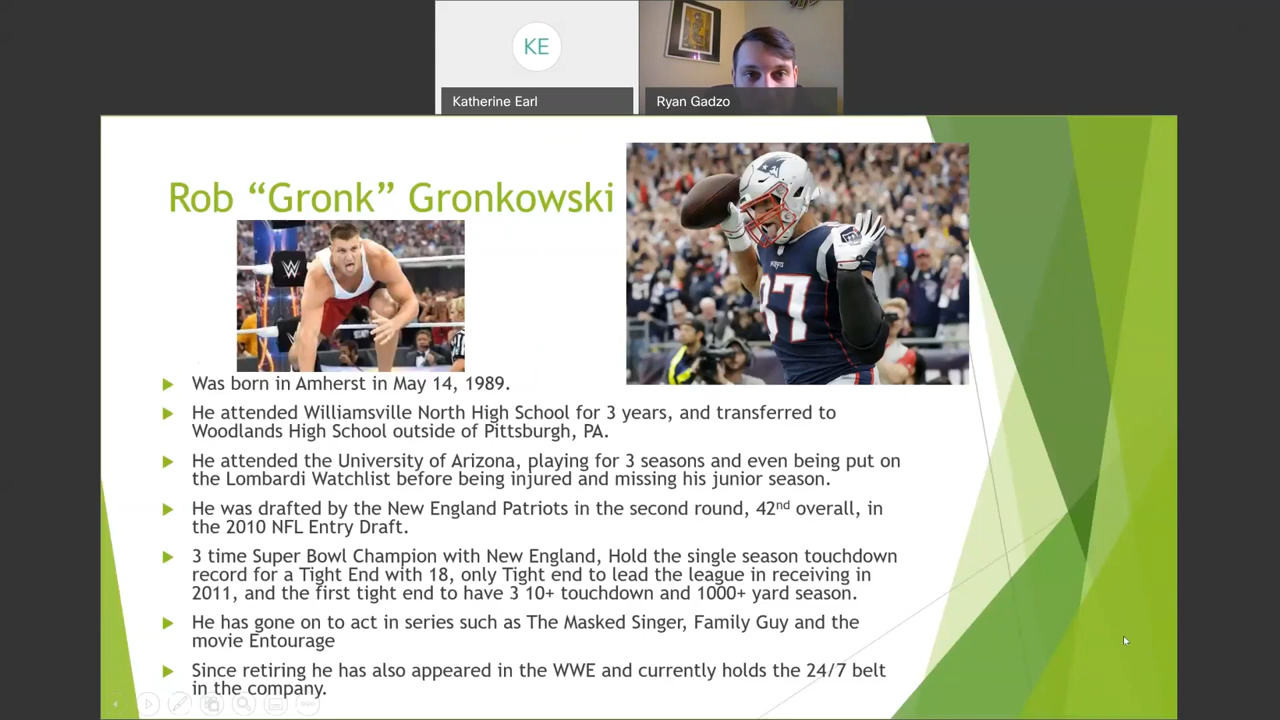 KE
Katherine Earl
Ryan Gadzo
Rob “Gronk” Gronkowski
W
PATRIOTS
87
Was born in Amherst in May 14, 1989.
He attended Williamsville North High School for 3 years, and transferred to
Woodlands High School outside of Pittsburgh, PA.
He attended the University of Arizona, playing for 3 seasons and even being put on
the Lombardi Watchlist before being injured and missing his junior season.
He was drafted by the New England Patriots in the second round, 42nd overall, in
the 2010 NFL Entry Draft.
3 time Super Bowl Champion with New England, Hold the single season touchdown
record for a Tight End with 18, only Tight end to lead the league in receiving in
2011, and the first tight end to have 3 10+ touchdown and 1000+ yard season.
He has gone on to act in series such as The Masked Singer, Family Guy and the
movie Entourage
Since retiring he has also appeared in the WWE and currently holds the 24/7 belt
in the company.